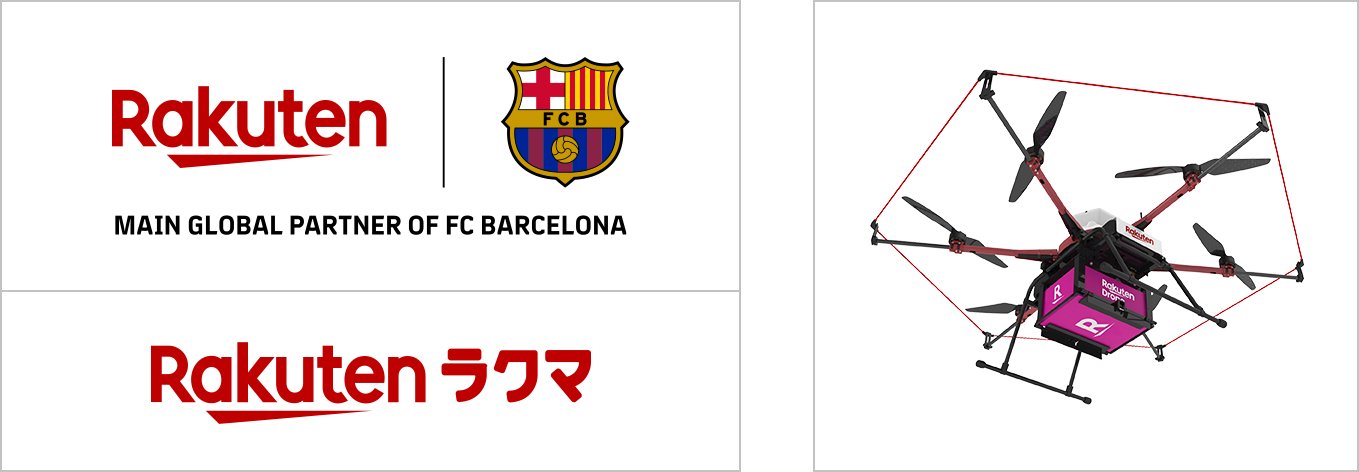 Rakuten
FCB
MAIN GLOBAL PARTNER OF FC BARCELONA
Rakuten ラクマ
Rakuten
R
Rakuten
Drone
R